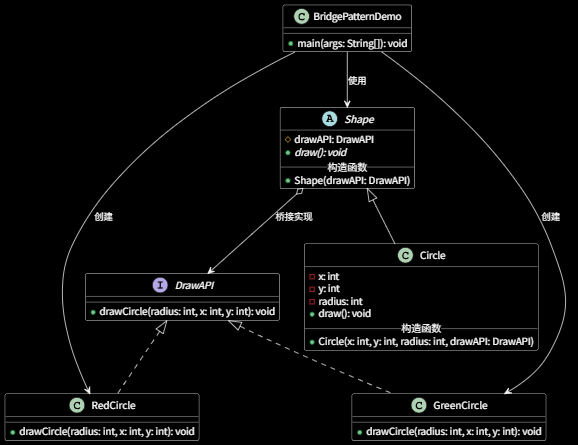 C BridgePatternDemo
main(args: String[]): void
使用
A Shape
drawAPI: DrawAPI
draw(): void
构造函数
Shape(drawAPI: DrawAPI)
创建
桥接实现
创建
C Circle
x: int
y: int
radius: int
draw(): void
构造函数
Circle(x: int, y: int, radius: int, drawAPI: DrawAPI)
I DrawAPI
drawCircle(radius: int, x: int, y: int): void
C RedCircle
drawCircle(radius: int, x: int, y: int): void
C GreenCircle
drawCircle(radius: int, x: int, y: int): void